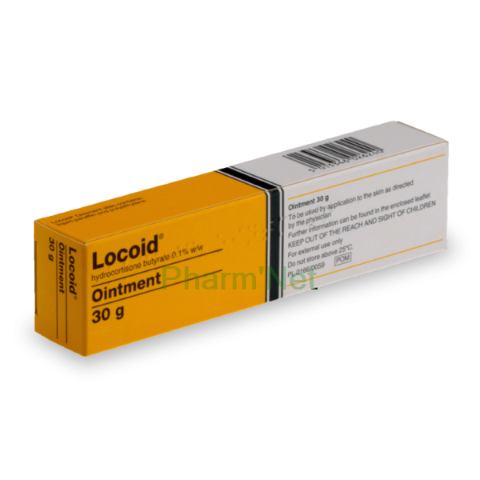 Locoid®
hydrocortisone butyrate 0.1% w/w
Ointment
30 g
Locoid®
Ointment
30 g
Ointment 30 g
To be used by application to the skin as directed
by the physician
Further information can be found in the enclosed leaflet
KEEP OUT OF THE REACH AND SIGHT OF CHILDREN
For external use only
Do not store above 25°C.
POM
Pharm'Net